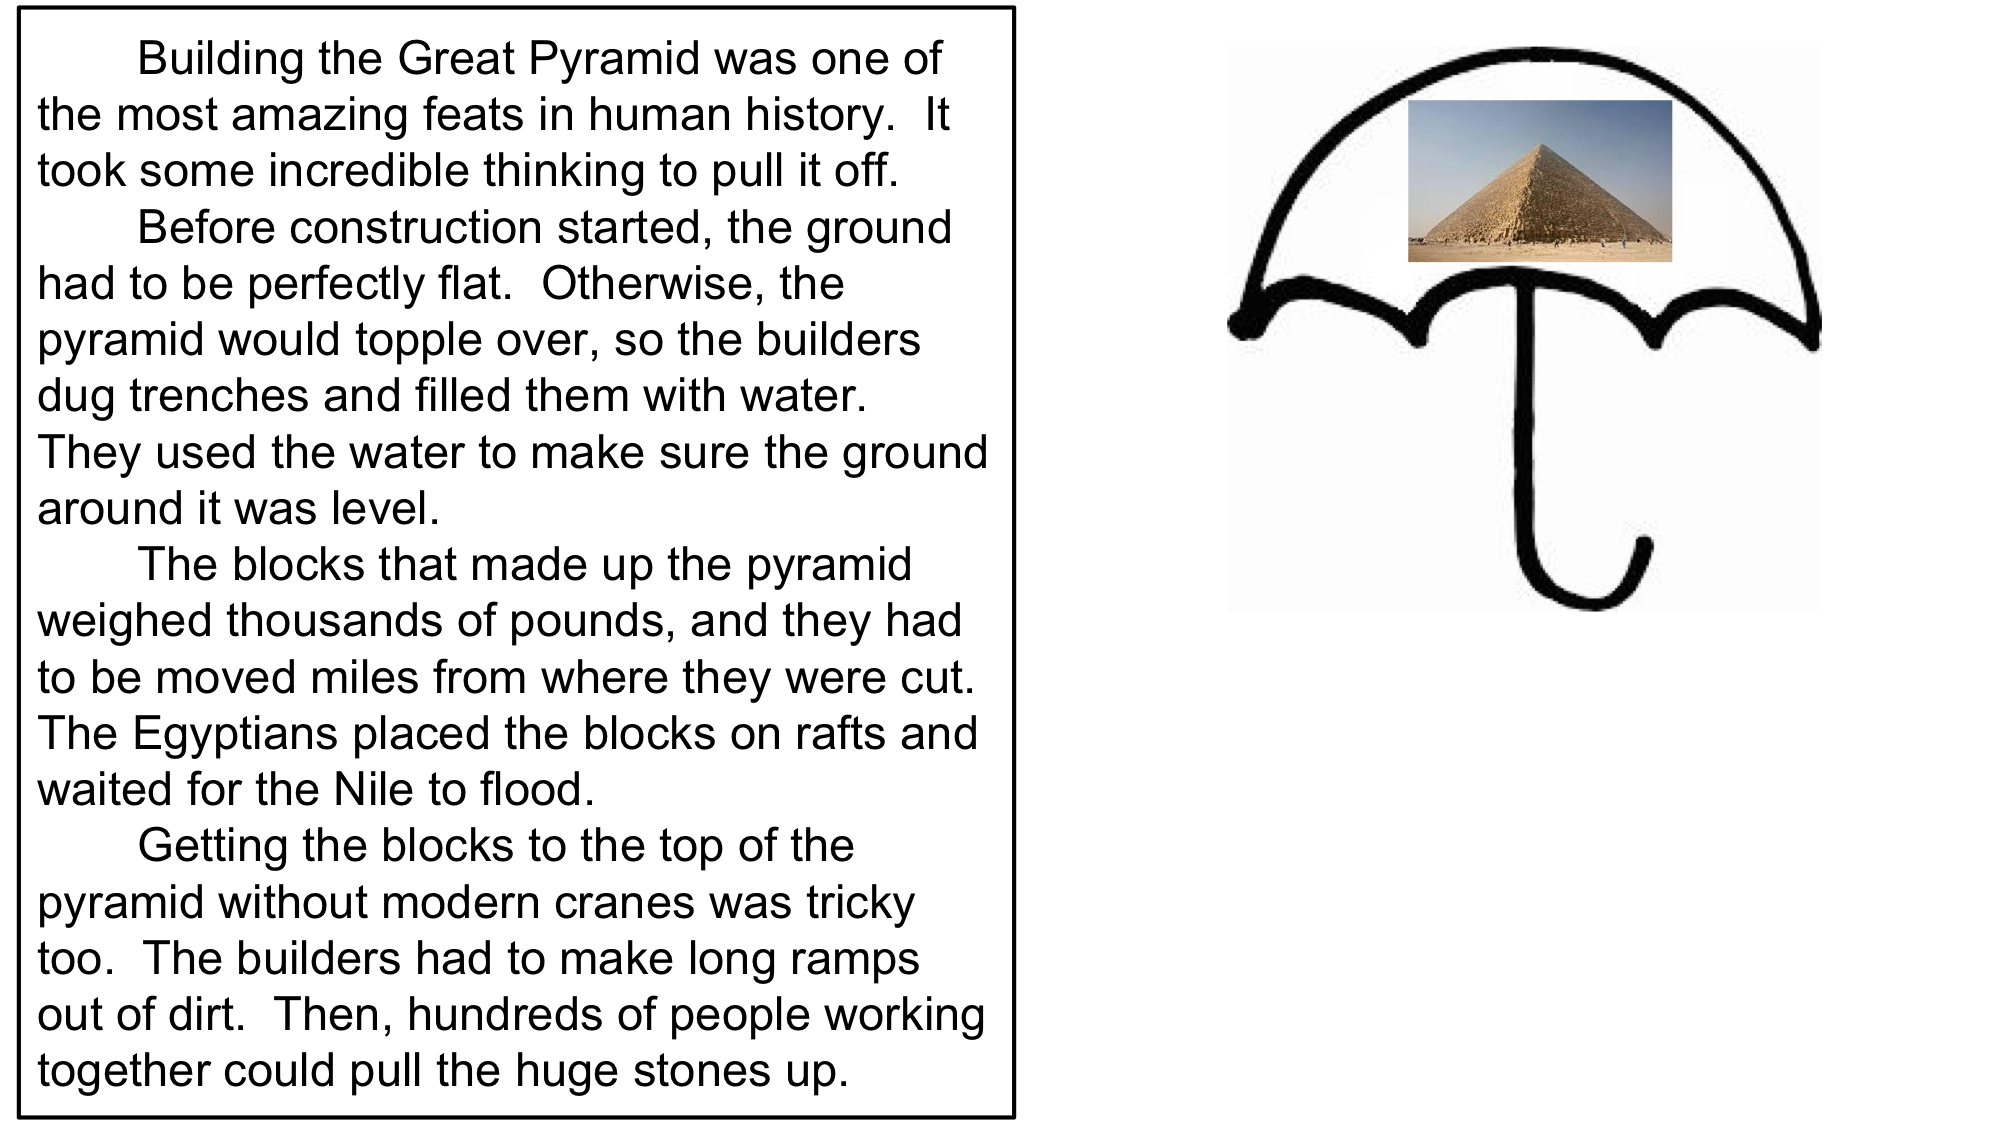 Building the Great Pyramid was one of
the most amazing feats in human history.  It
took some incredible thinking to pull it off.
Before construction started, the ground
had to be perfectly flat.  Otherwise, the
pyramid would topple over, so the builders
dug trenches and filled them with water.
They used the water to make sure the ground
around it was level.
The blocks that made up the pyramid
weighed thousands of pounds, and they had
to be moved miles from where they were cut.
The Egyptians placed the blocks on rafts and
waited for the Nile to flood.
Getting the blocks to the top of the
pyramid without modern cranes was tricky
too.  The builders had to make long ramps
out of dirt.  Then, hundreds of people working
together could pull the huge stones up.